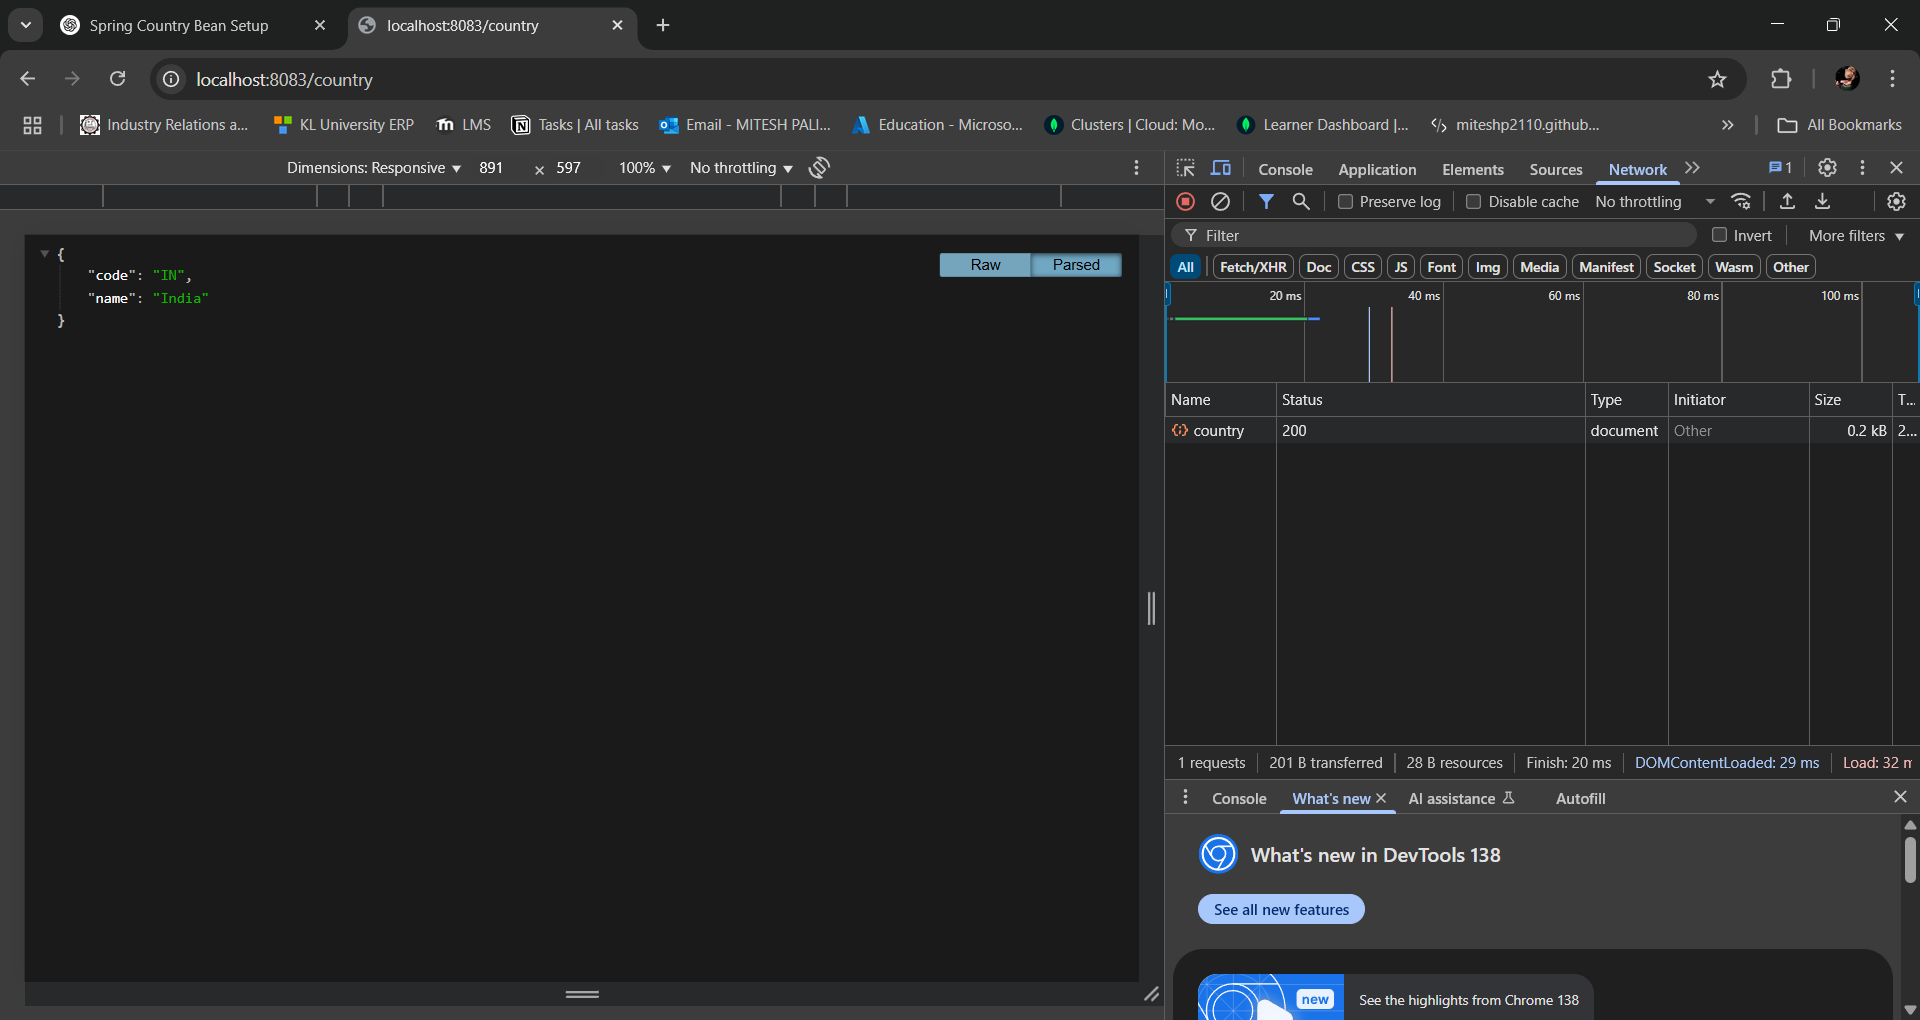 Spring Country Bean Setup
localhost:8083/country
localhost:8083/country
Industry Relations a...
KL University ERP
LMS
Tasks | All tasks
Email - MITESH PALI...
Education - Microso...
Clusters | Cloud: Mo...
Learner Dashboard |...
miteshp2110.github...
All Bookmarks
Dimensions: Responsive 891 × 597 100% No throttling
Console Application Elements Sources Network 1
Preserve log Disable cache No throttling
Filter Invert More filters
All Fetch/XHR Doc CSS JS Font Img Media Manifest Socket Wasm Other
20 ms 40 ms 60 ms 80 ms 100 ms
{
"code": "IN",
"name": "India"
}
Raw Parsed
Name Status Type Initiator Size T...
country 200 document Other 0.2 kB 2...
1 requests 201 B transferred 28 B resources Finish: 20 ms DOMContentLoaded: 29 ms Load: 32 m
Console What's new AI assistance Autofill
What's new in DevTools 138
See all new features
new
See the highlights from Chrome 138